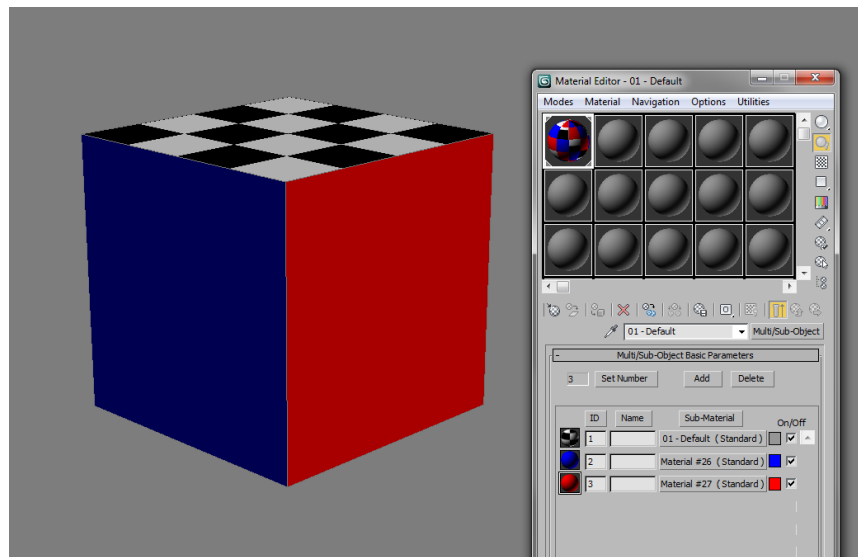 Material Editor - 01 - Default
Modes Material Navigation Options Utilities
01 - Default Multi/Sub-Object
- Multi/Sub-Object Basic Parameters
3 Set Number Add Delete
ID Name Sub-Material On/Off
1 01 - Default ( Standard )
2 Material #26 ( Standard )
3 Material #27 ( Standard )